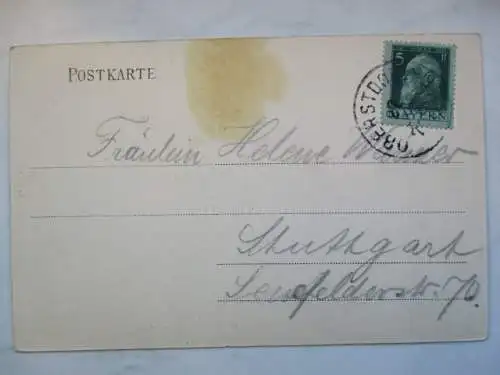 POSTKARTE
5
BAYERN
OBERSTDO
Fräulein Helene
Stuttgart
Senefelderstr. 70